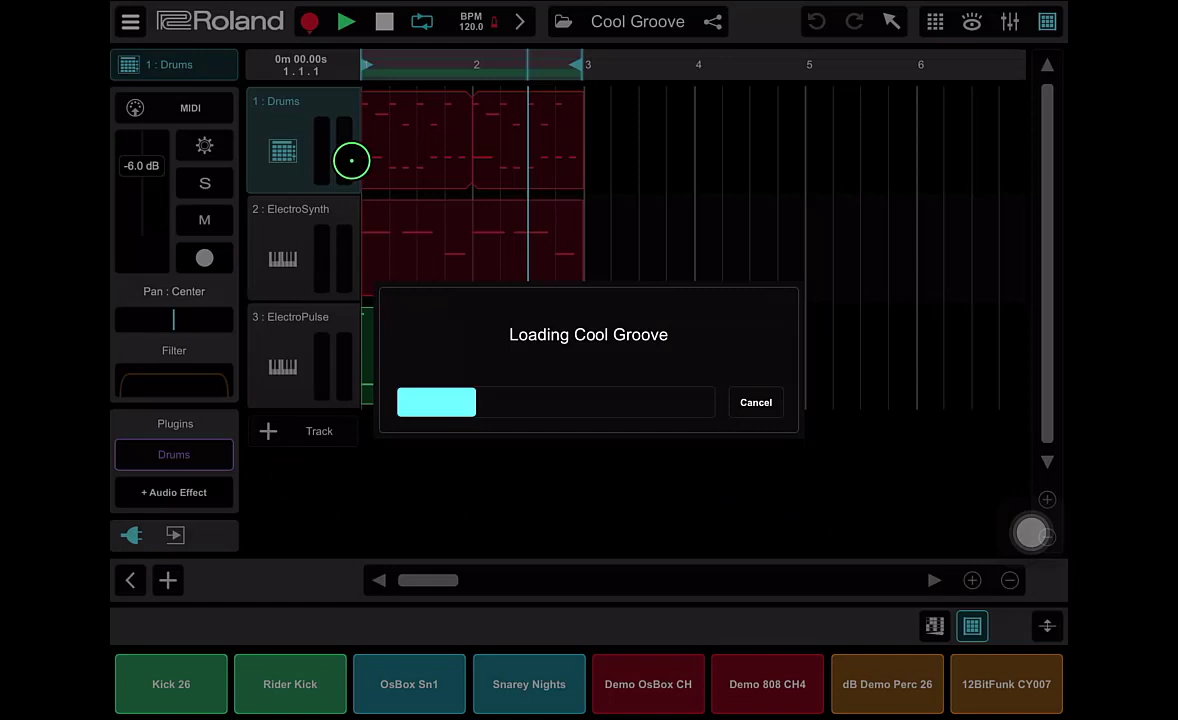 Roland
BPM
120.0
Cool Groove
1 : Drums
0m 00.00s
1 . 1 . 1
2
3
4
5
6
MIDI
-6.0 dB
S
M
Pan : Center
Filter
Plugins
Drums
+ Audio Effect
1 : Drums
2 : ElectroSynth
3 : ElectroPulse
+ Track
Loading Cool Groove
Cancel
Kick 26
Rider Kick
OsBox Sn1
Snarey Nights
Demo OsBox CH
Demo 808 CH4
dB Demo Perc 26
12BitFunk CY007